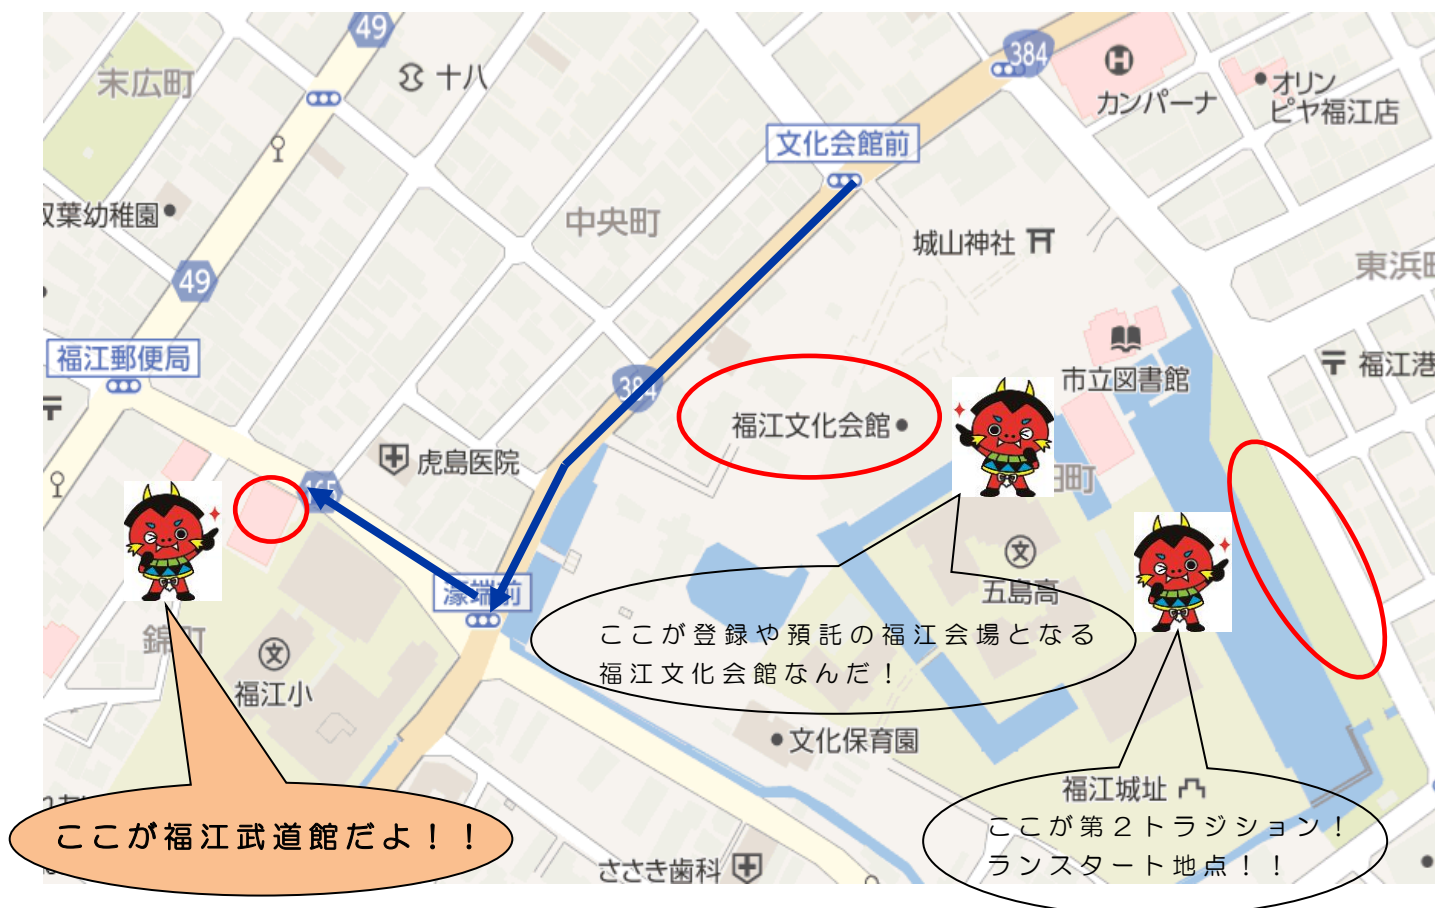 49
384
十八
末広町
カンパーナ
オリン
ピヤ福江店
文化会館前
双葉幼稚園
中央町
城山神社
東浜町
49
福江郵便局
384
市立図書館
福江港
福江文化会館
虎島医院
165
濠端前
五島高
錦町
福江小
ここが登録や預託の福江会場となる
福江文化会館なんだ！
文化保育園
福江城址
ここが第２トラジション！
ランスタート地点！！
ここが福江武道館だよ！！
ささき歯科